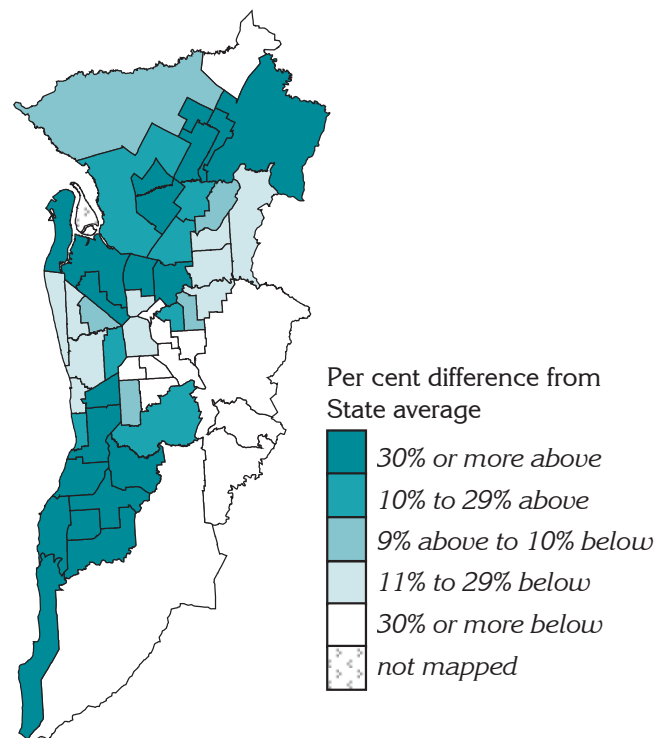 Per cent difference from
State average
30% or more above
10% to 29% above
9% above to 10% below
11% to 29% below
30% or more below
not mapped